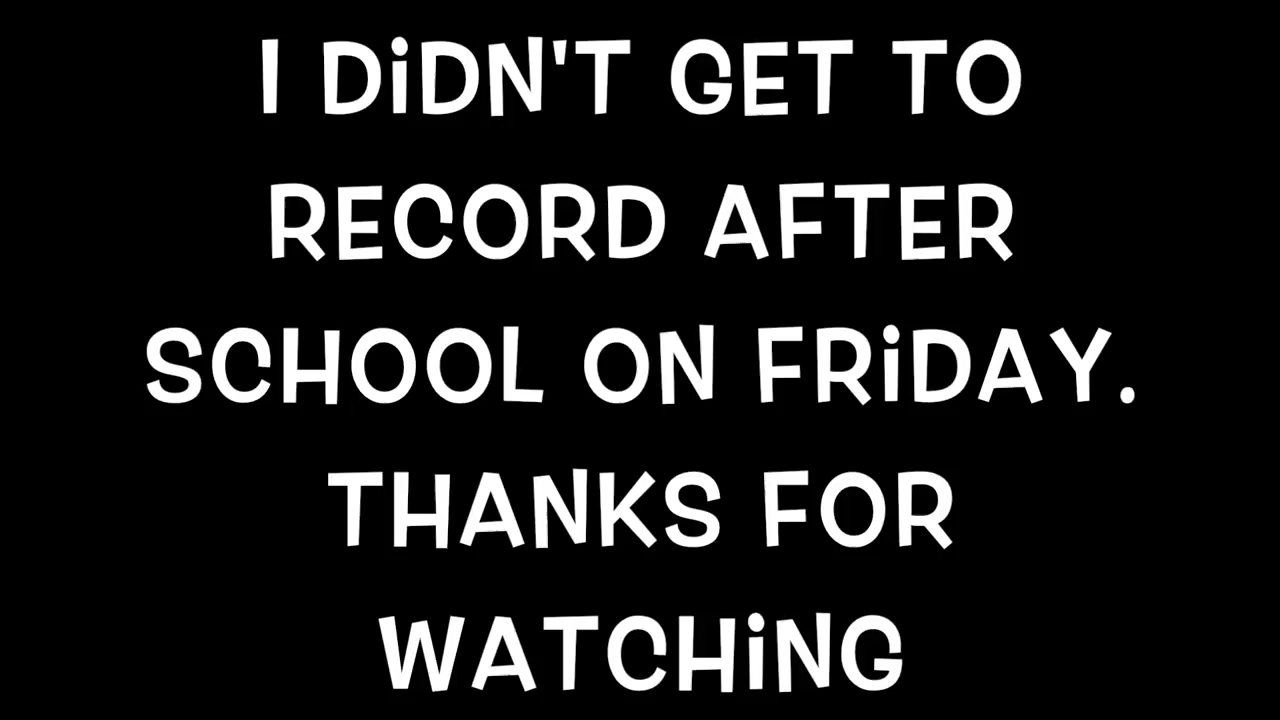 I DiDN'T GET TO
RECORD AFTER
SCHOOL ON FRiDAY.
THANKS FOR
WATCHiNG